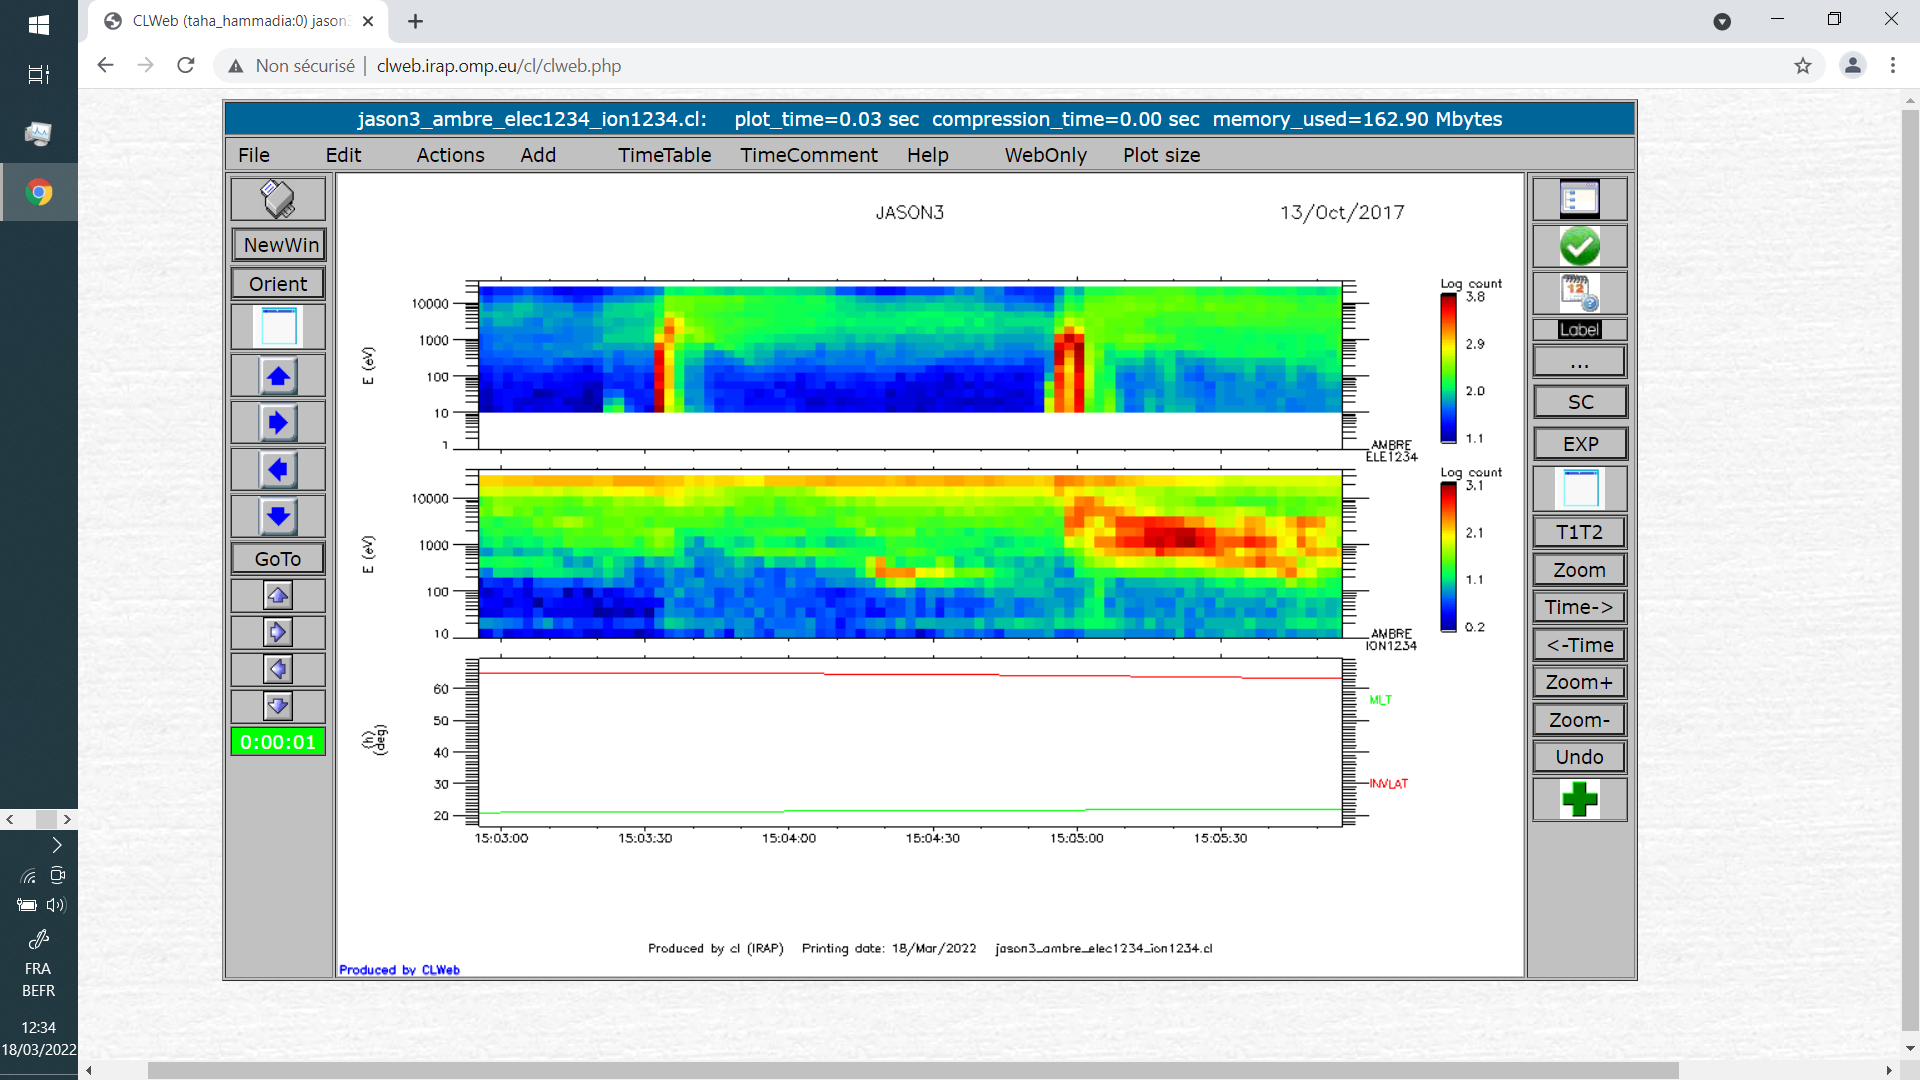 CLWeb (taha_hammadia:0) jason3
Non sécurisé | clweb.irap.omp.eu/cl/clweb.php
jason3_ambre_elec1234_ion1234.cl: plot_time=0.03 sec compression_time=0.00 sec memory_used=162.90 Mbytes
File Edit Actions Add TimeTable TimeComment Help WebOnly Plot size
NewWin
Orient
GoTo
0:00:01
JASON3
13/Oct/2017
E (eV)
10000
1000
100
10
1
Log count
3.8
2.9
2.0
1.1
AMBRE
ELE1234
E (eV)
10000
1000
100
10
Log count
3.1
2.1
1.1
0.2
AMBRE
ION1234
(h)
(deg)
60
50
40
30
20
MLT
INVLAT
15:03:00 15:03:30 15:04:00 15:04:30 15:05:00 15:05:30
Produced by cl (IRAP) Printing date: 18/Mar/2022 jason3_ambre_elec1234_ion1234.cl
Produced by CLWeb
12
Label
...
SC
EXP
T1T2
Zoom
Time->
<-Time
Zoom+
Zoom-
Undo
FRA
BEFR
12:34
18/03/2022